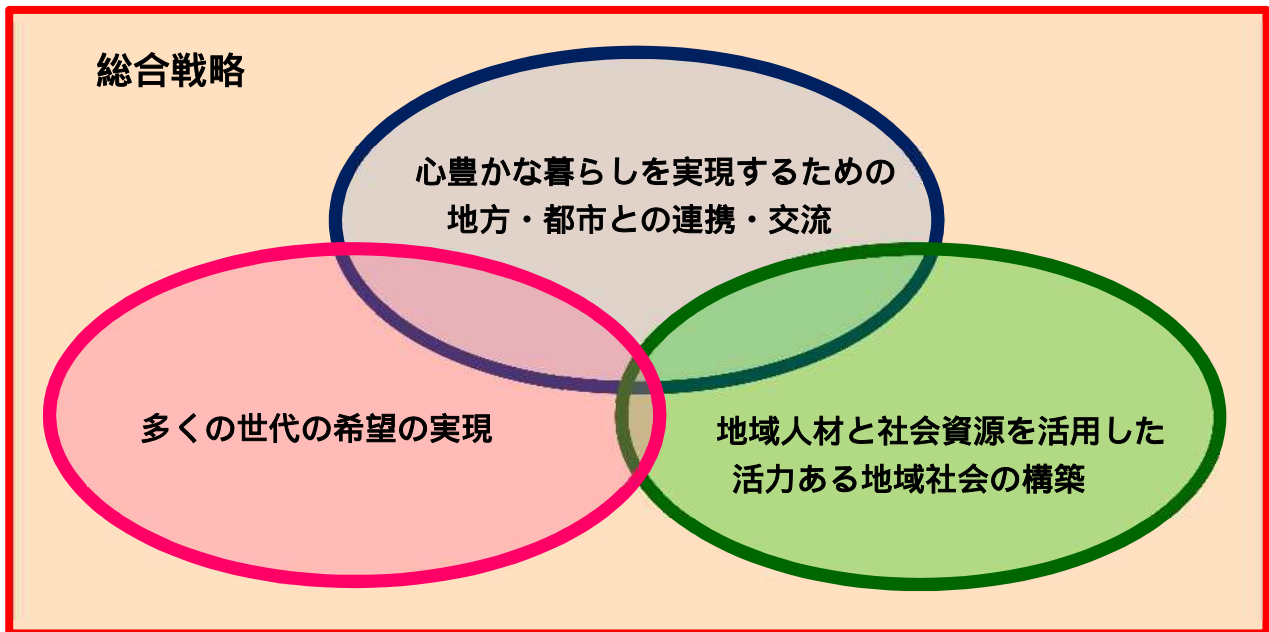 総合戦略
心豊かな暮らしを実現するための
地方・都市との連携・交流
多くの世代の希望の実現
地域人材と社会資源を活用した
活力ある地域社会の構築